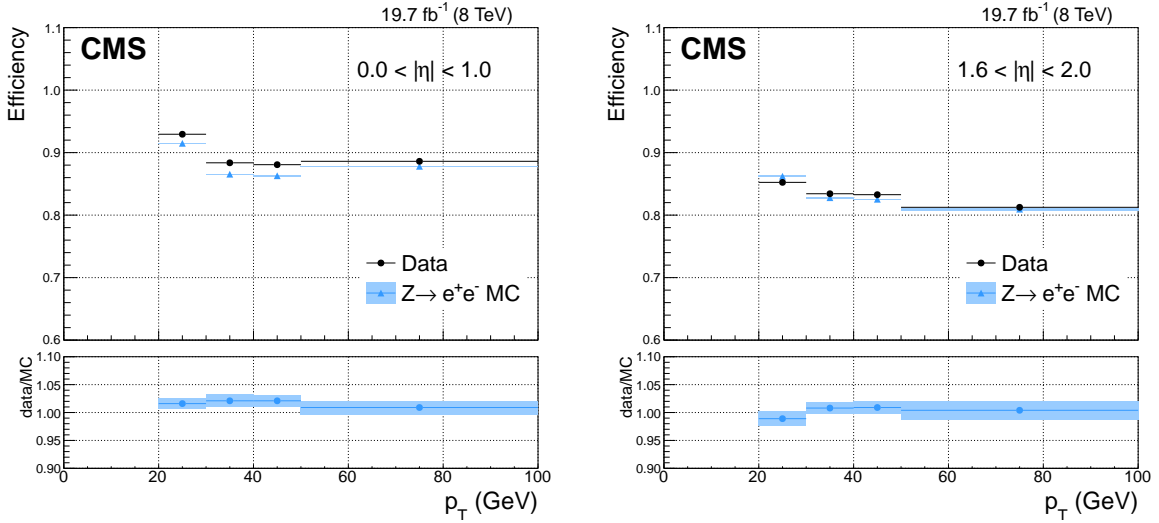 19.7 fb⁻¹ (8 TeV)
CMS
0.0 < |η| < 1.0
Efficiency
1.1
1.0
0.9
0.8
0.7
0.6
Data
Z→ e⁺e⁻ MC
data/MC
1.10
1.05
1.00
0.95
0.90
0 20 40 60 80 100
p_T (GeV)
19.7 fb⁻¹ (8 TeV)
CMS
1.6 < |η| < 2.0
Efficiency
1.1
1.0
0.9
0.8
0.7
0.6
Data
Z→ e⁺e⁻ MC
data/MC
1.10
1.05
1.00
0.95
0.90
0 20 40 60 80 100
p_T (GeV)